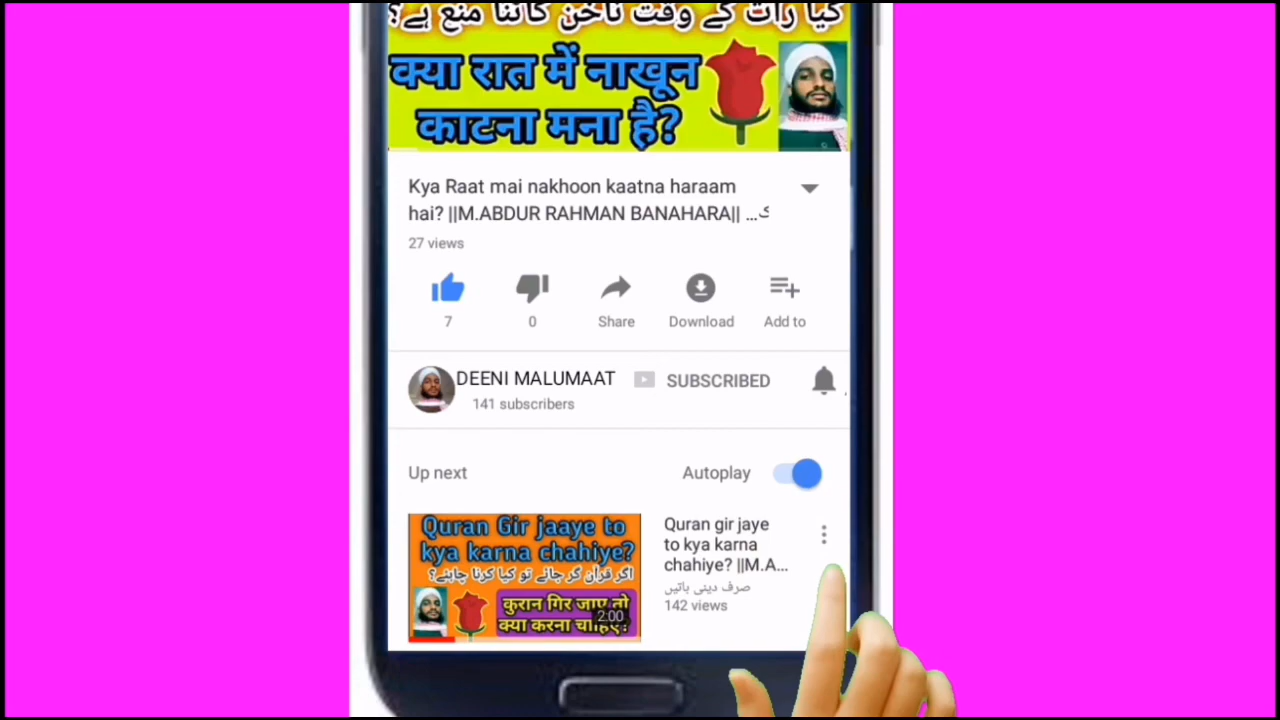 کیا رات کے وقت ناخن کاٹنا منع ہے؟
क्या रात में नाखून
काटना मना है?
Kya Raat mai nakhoon kaatna haraam
hai? ||M.ABDUR RAHMAN BANAHARA|| ...ک
27 views
7
0
Share
Download
Add to
DEENI MALUMAAT
SUBSCRIBED
141 subscribers
Up next
Autoplay
Quran Gir jaaye to
kya karna chahiye?
اگر قرآن گر جائے تو کیا کرنا چاہئے؟
कुरान गिर जाए तो
क्या करना चाहिए?
2:00
Quran gir jaye
to kya karna
chahiye? ||M.A...
صرف دینی باتیں
142 views